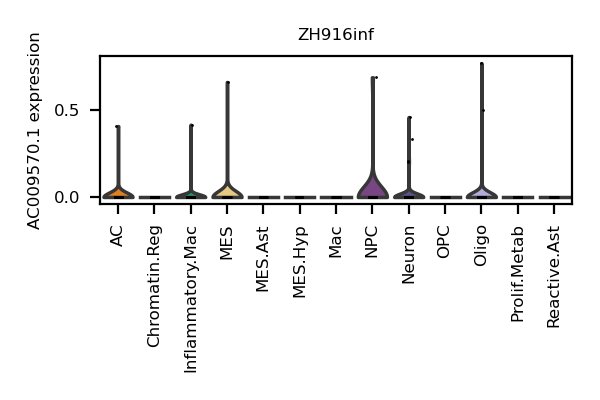 ZH916inf
AC009570.1 expression
0.5
0.0
AC
Chromatin.Reg
Inflammatory.Mac
MES
MES.Ast
MES.Hyp
Mac
NPC
Neuron
OPC
Oligo
Prolif.Metab
Reactive.Ast